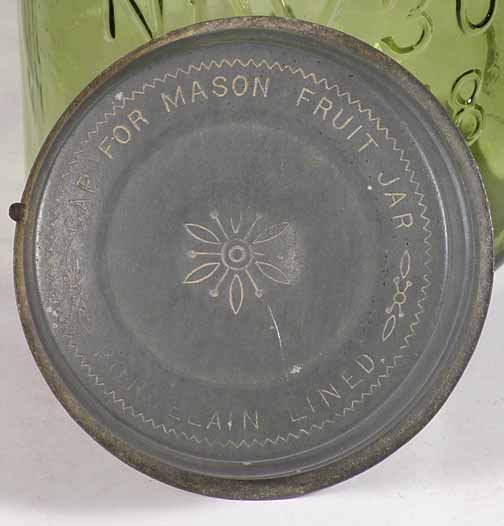 CAP FOR MASON FRUIT JAR
PORCELAIN LINED.